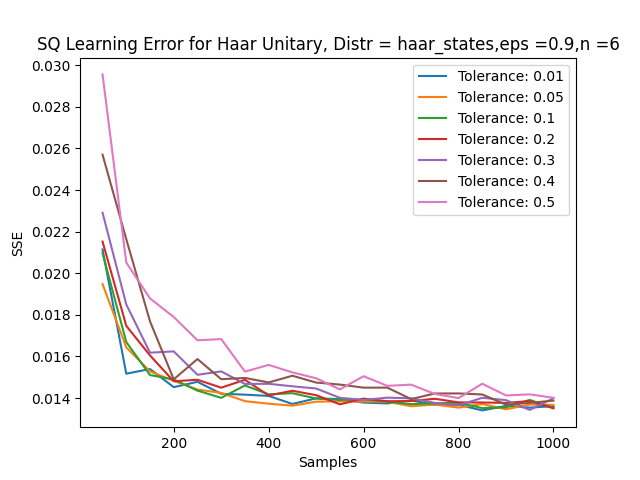 SQ Learning Error for Haar Unitary, Distr = haar_states,eps =0.9,n =6
0.030
0.028
0.026
0.024
0.022
0.020
0.018
0.016
0.014
SSE
Tolerance: 0.01
Tolerance: 0.05
Tolerance: 0.1
Tolerance: 0.2
Tolerance: 0.3
Tolerance: 0.4
Tolerance: 0.5
200 400 600 800 1000
Samples